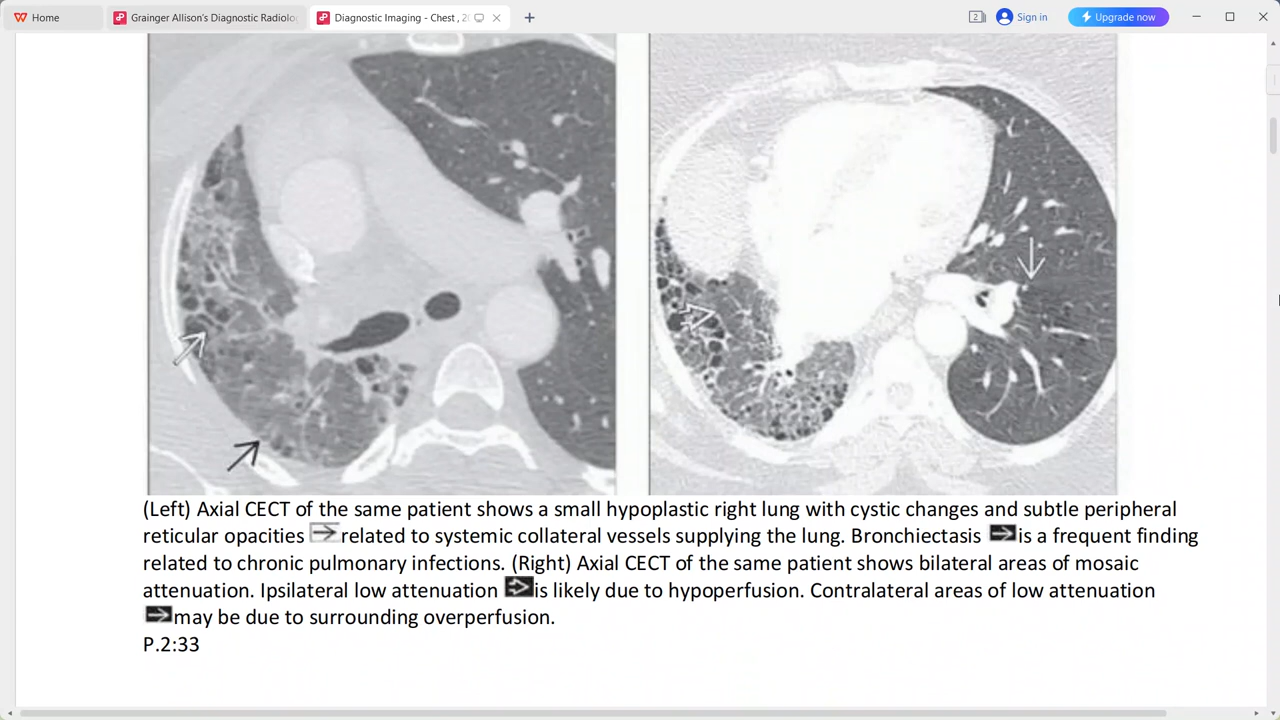 Home
Grainger Allison's Diagnostic Radiolo
Diagnostic Imaging - Chest , 2
2
Sign in
Upgrade now
(Left) Axial CECT of the same patient shows a small hypoplastic right lung with cystic changes and subtle peripheral
reticular opacities related to systemic collateral vessels supplying the lung. Bronchiectasis is a frequent finding
related to chronic pulmonary infections. (Right) Axial CECT of the same patient shows bilateral areas of mosaic
attenuation. Ipsilateral low attenuation is likely due to hypoperfusion. Contralateral areas of low attenuation
may be due to surrounding overperfusion.
P.2:33